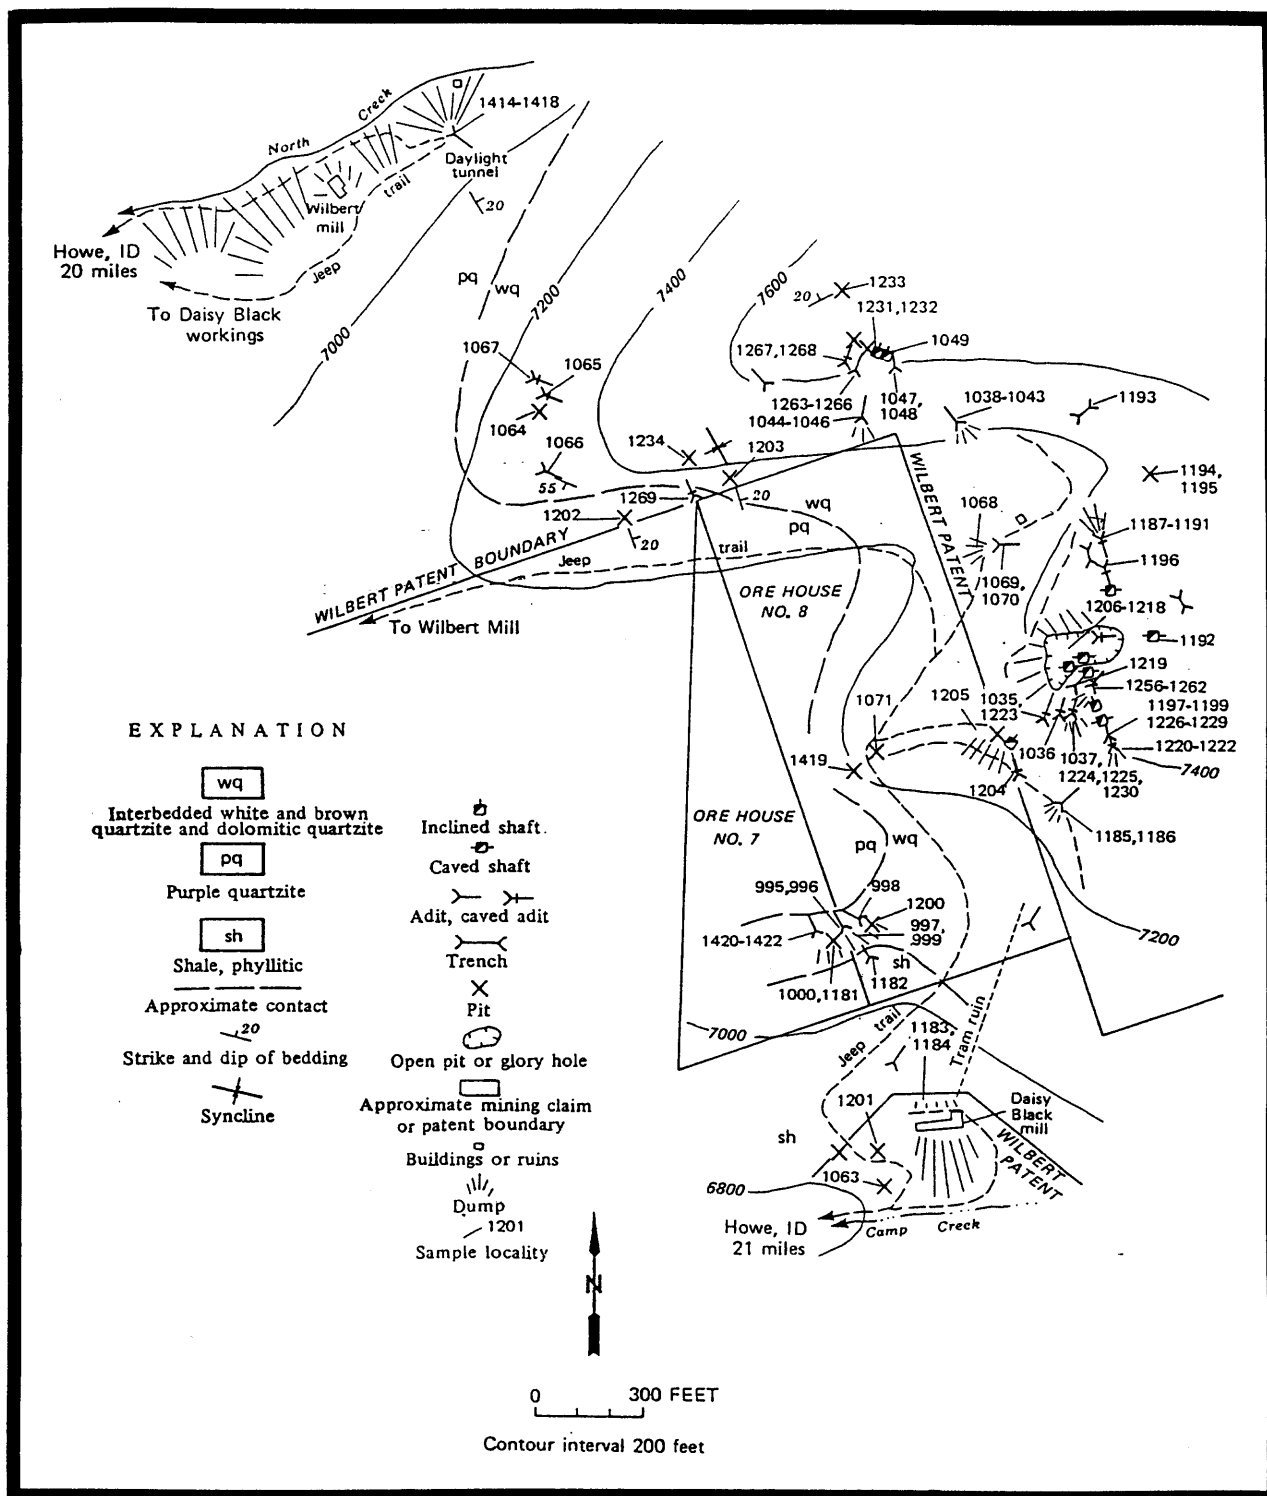 North Creek
1414-1418
Daylight
tunnel
trail
Wilbert
mill
20
Howe, ID
20 miles
Jeep
To Daisy Black
workings
pq
wq
7000
7200
7400
7600
20
1233
1231,1232
1049
1267,1268
1067
1065
1263-1266
1047,
1048
1038-1043
1193
1044-1046
1064
1066
1234
1203
55
1269
20
wq
pq
1194,
1195
WILBERT PATENT
1068
1202
20
1187-1191
1196
WILBERT PATENT BOUNDARY
Jeep trail
1069,
1070
ORE HOUSE
NO. 8
1206-1218
To Wilbert Mill
1192
1219
1256-1262
1205
1035,
1223
1197-1199
1226-1229
1071
1036
1037,
1224,1225,
1230
1220-1222
7400
1419
1204
1185,1186
ORE HOUSE
NO. 7
pq
wq
995,996
998
1200
997,
999
1420-1422
sh
1182
1000,1181
7200
7000
trail
Jeep
1183,
1184
Tram ruin
1201
Daisy
Black
mill
sh
WILBERT
PATENT
1063
6800
Howe, ID
21 miles
Camp Creek
EXPLANATION
wq
Interbedded white and brown
quartzite and dolomitic quartzite
pq
Purple quartzite
sh
Shale, phyllitic
Approximate contact
20
Strike and dip of bedding
Syncline
Inclined shaft.
Caved shaft
Adit, caved adit
Trench
Pit
Open pit or glory hole
Approximate mining claim
or patent boundary
Buildings or ruins
Dump
1201
Sample locality
N
0 300 FEET
Contour interval 200 feet